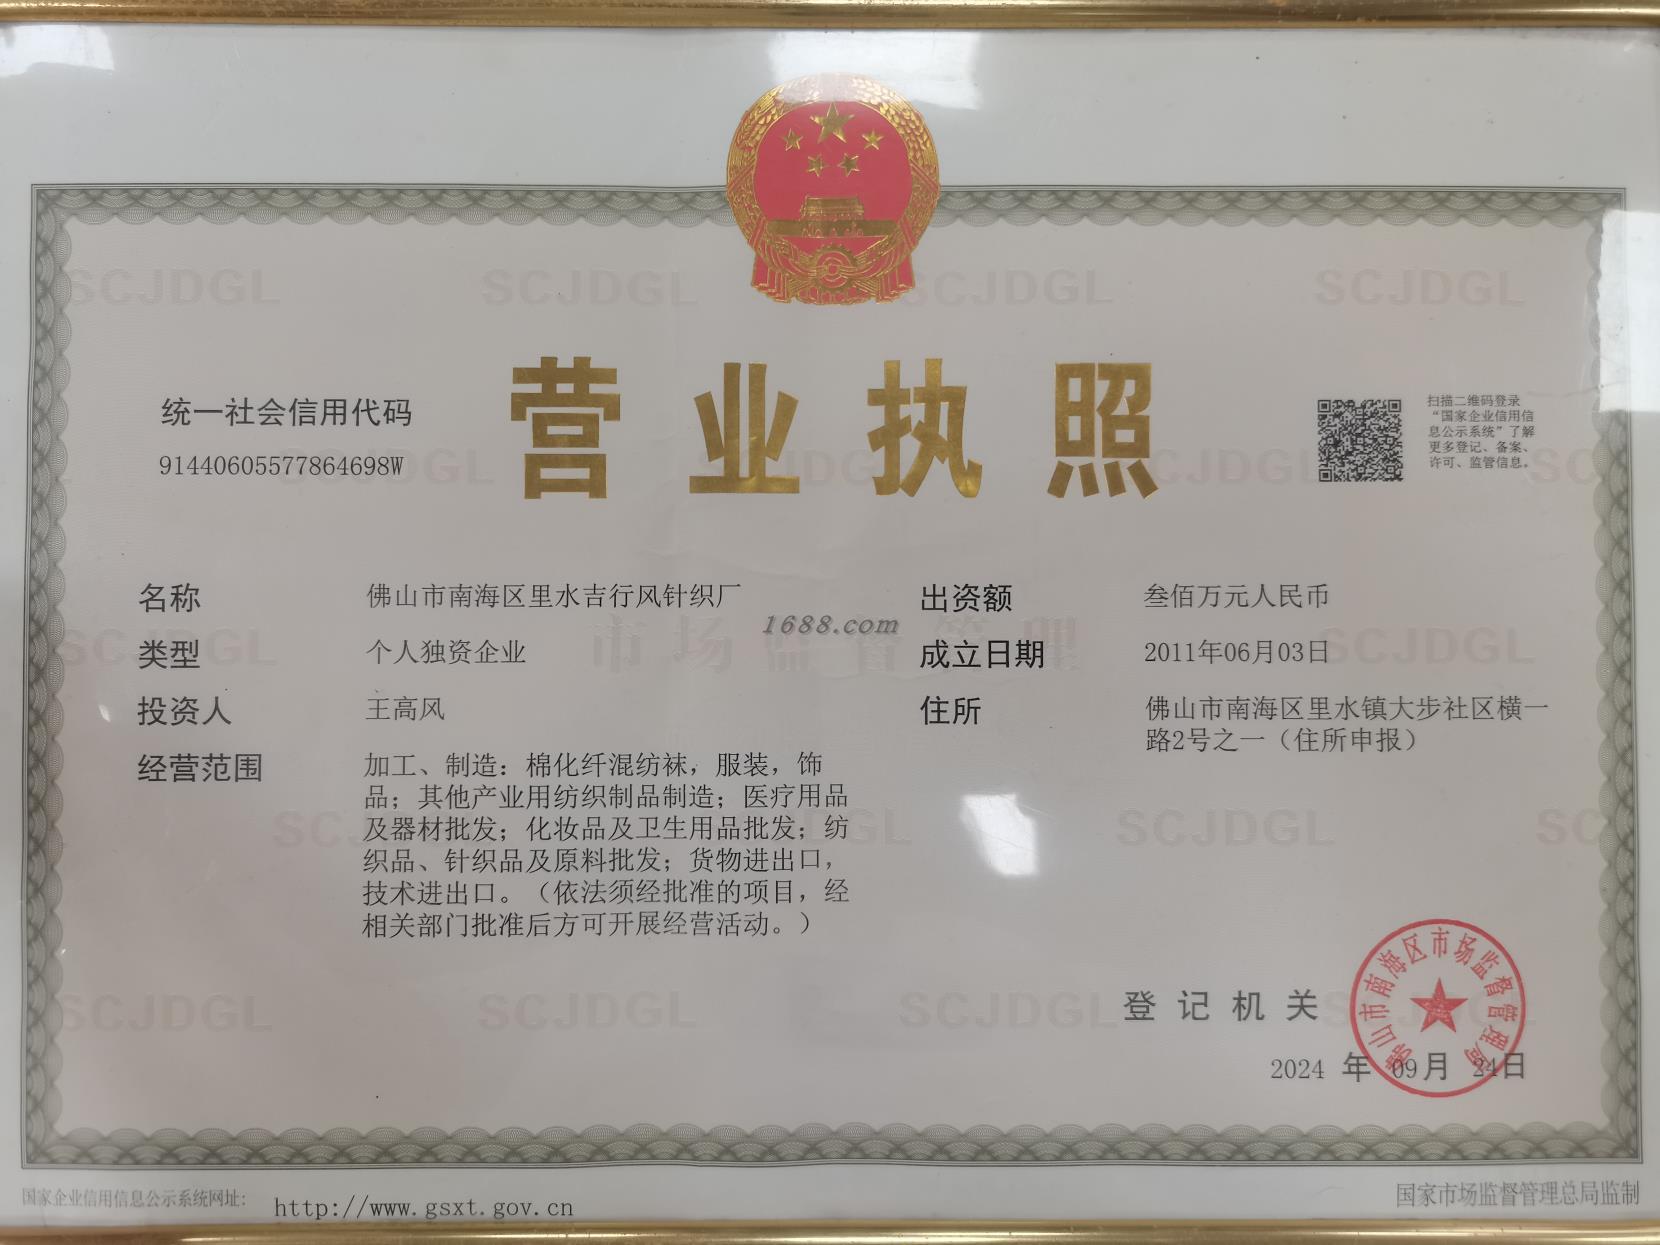 营业执照
统一社会信用代码
91440605577864698W
扫描二维码登录
“国家企业信用信
息公示系统”了解
更多登记、备案、
许可、监管信息。
名称 佛山市南海区里水吉行风针织厂
类型 个人独资企业
投资人 王高风
经营范围 加工、制造：棉化纤混纺袜，服装，饰
品；其他产业用纺织制品制造；医疗用品
及器材批发；化妆品及卫生用品批发；纺
织品、针织品及原料批发；货物进出口，
技术进出口。（依法须经批准的项目，经
相关部门批准后方可开展经营活动。）
出资额 叁佰万元人民币
成立日期 2011年06月03日
住所 佛山市南海区里水镇大步社区横一
路2号之一（住所申报）
1688.com
市场监督管理
SCJDGL
登记机关
佛山市南海区市场监督管理局
2024 年 09月 24日
国家企业信用信息公示系统网址: http://www.gsxt.gov.cn
国家市场监督管理总局监制